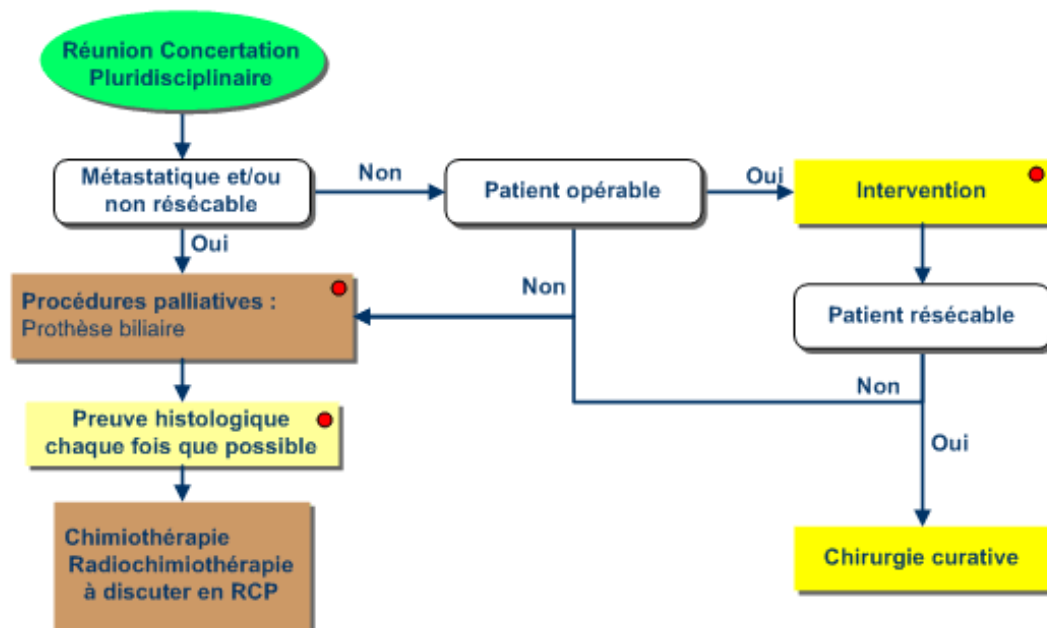 Réunion Concertation
Pluridisciplinaire
Métastatique et/ou
non résécable
Non
Patient opérable
Oui
Intervention
Oui
Procédures palliatives :
Prothèse biliaire
Non
Patient résécable
Non
Preuve histologique
chaque fois que possible
Oui
Chimiothérapie
Radiochimiothérapie
à discuter en RCP
Chirurgie curative